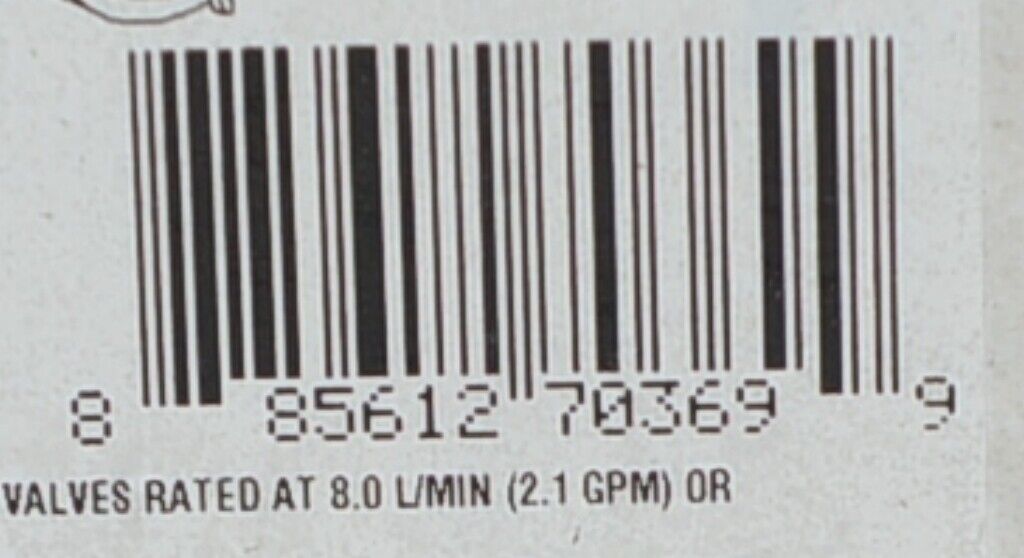 8 85612 70369 9
VALVES RATED AT 8.0 L/MIN (2.1 GPM) OR